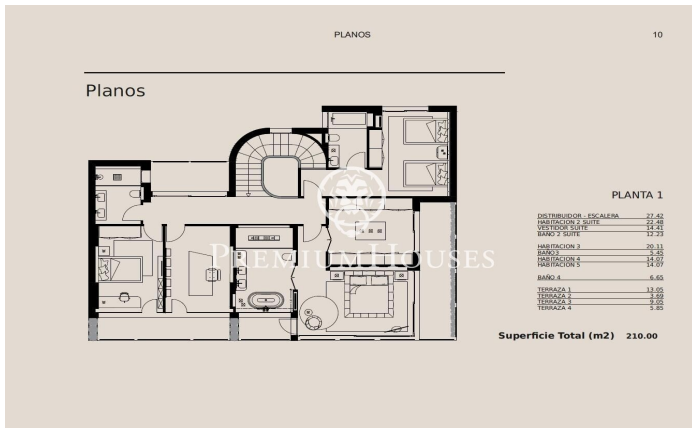 PLANOS
10
Planos
PREMIUM HOUSES
PLANTA 1
DISTRIBUIDOR - ESCALERA 27.42
HABITACION 2 SUITE 22.48
VESTIDOR SUITE 14.41
BAÑO 2 SUITE 12.23
HABITACION 3 20.11
BAÑO3 5.45
HABITACION 4 14.07
HABITACION 5 14.07
BAÑO 4 6.65
TERRAZA 1 13.05
TERRAZA 2 3.69
TERRAZA 3 9.05
TERRAZA 4 5.85
Superficie Total (m2) 210.00